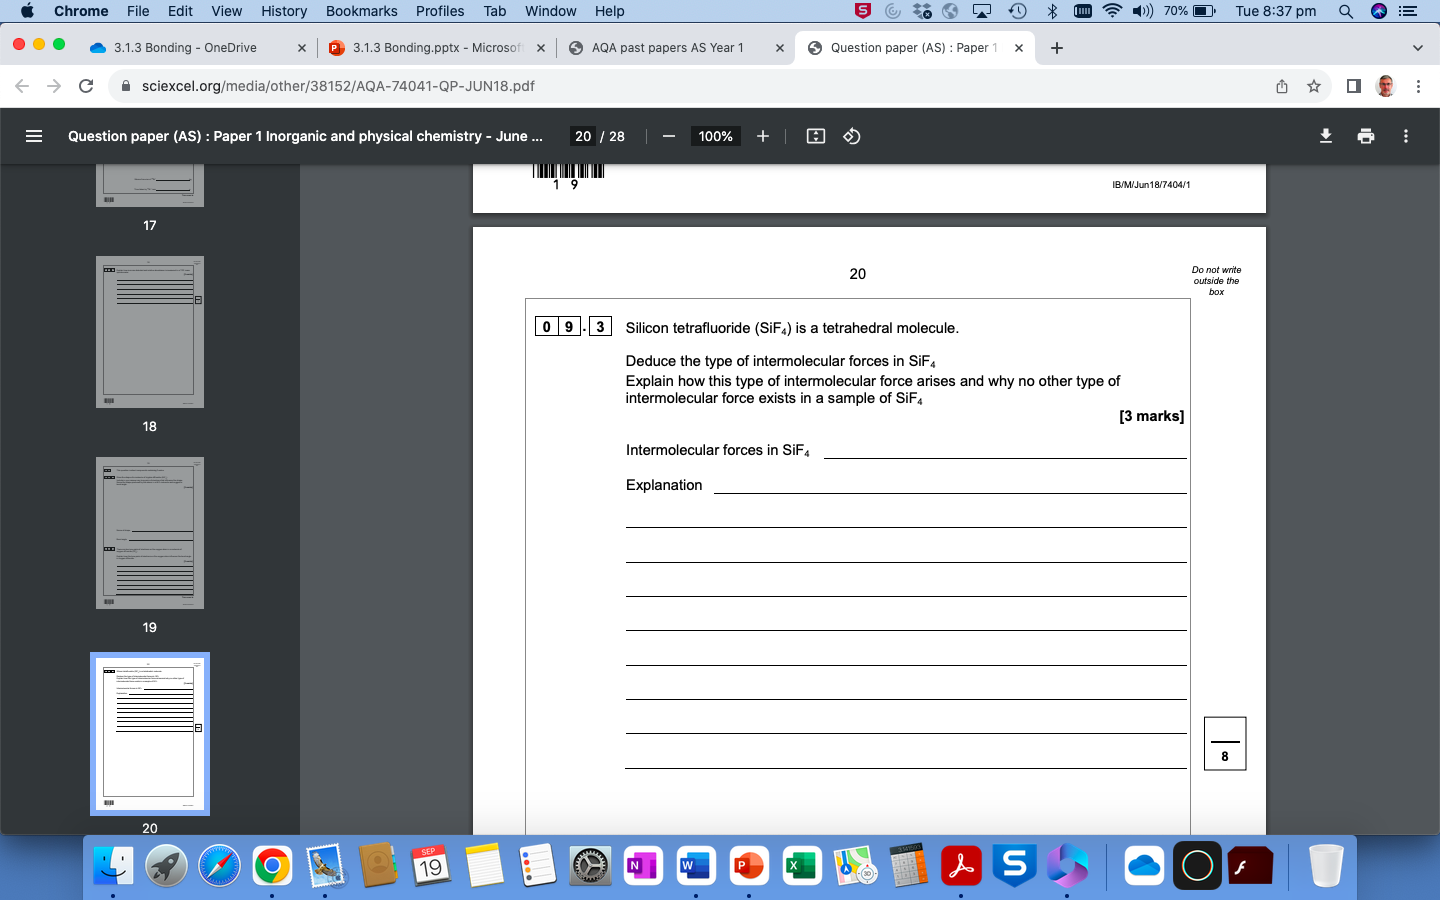 Chrome File Edit View History Bookmarks Profiles Tab Window Help 70% Tue 8:37 pm
3.1.3 Bonding - OneDrive 3.1.3 Bonding.pptx - Microsof AQA past papers AS Year 1 Question paper (AS) : Paper 1
sciexcel.org/media/other/38152/AQA-74041-QP-JUN18.pdf
Question paper (AS) : Paper 1 Inorganic and physical chemistry - June ... 20 / 28 100%
17
18
19
20
1 9
IB/M/Jun18/7404/1
20
Do not write
outside the
box
0 9 . 3 Silicon tetrafluoride (SiF₄) is a tetrahedral molecule.
Deduce the type of intermolecular forces in SiF₄
Explain how this type of intermolecular force arises and why no other type of
intermolecular force exists in a sample of SiF₄
[3 marks]
Intermolecular forces in SiF₄
Explanation
8
SEP
19
N W P X 3D S